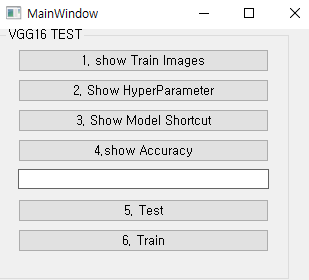 MainWindow
VGG16 TEST
1, show Train Images
2, Show HyperParameter
3, Show Model Shortcut
4,show Accuracy
5, Test
6, Train